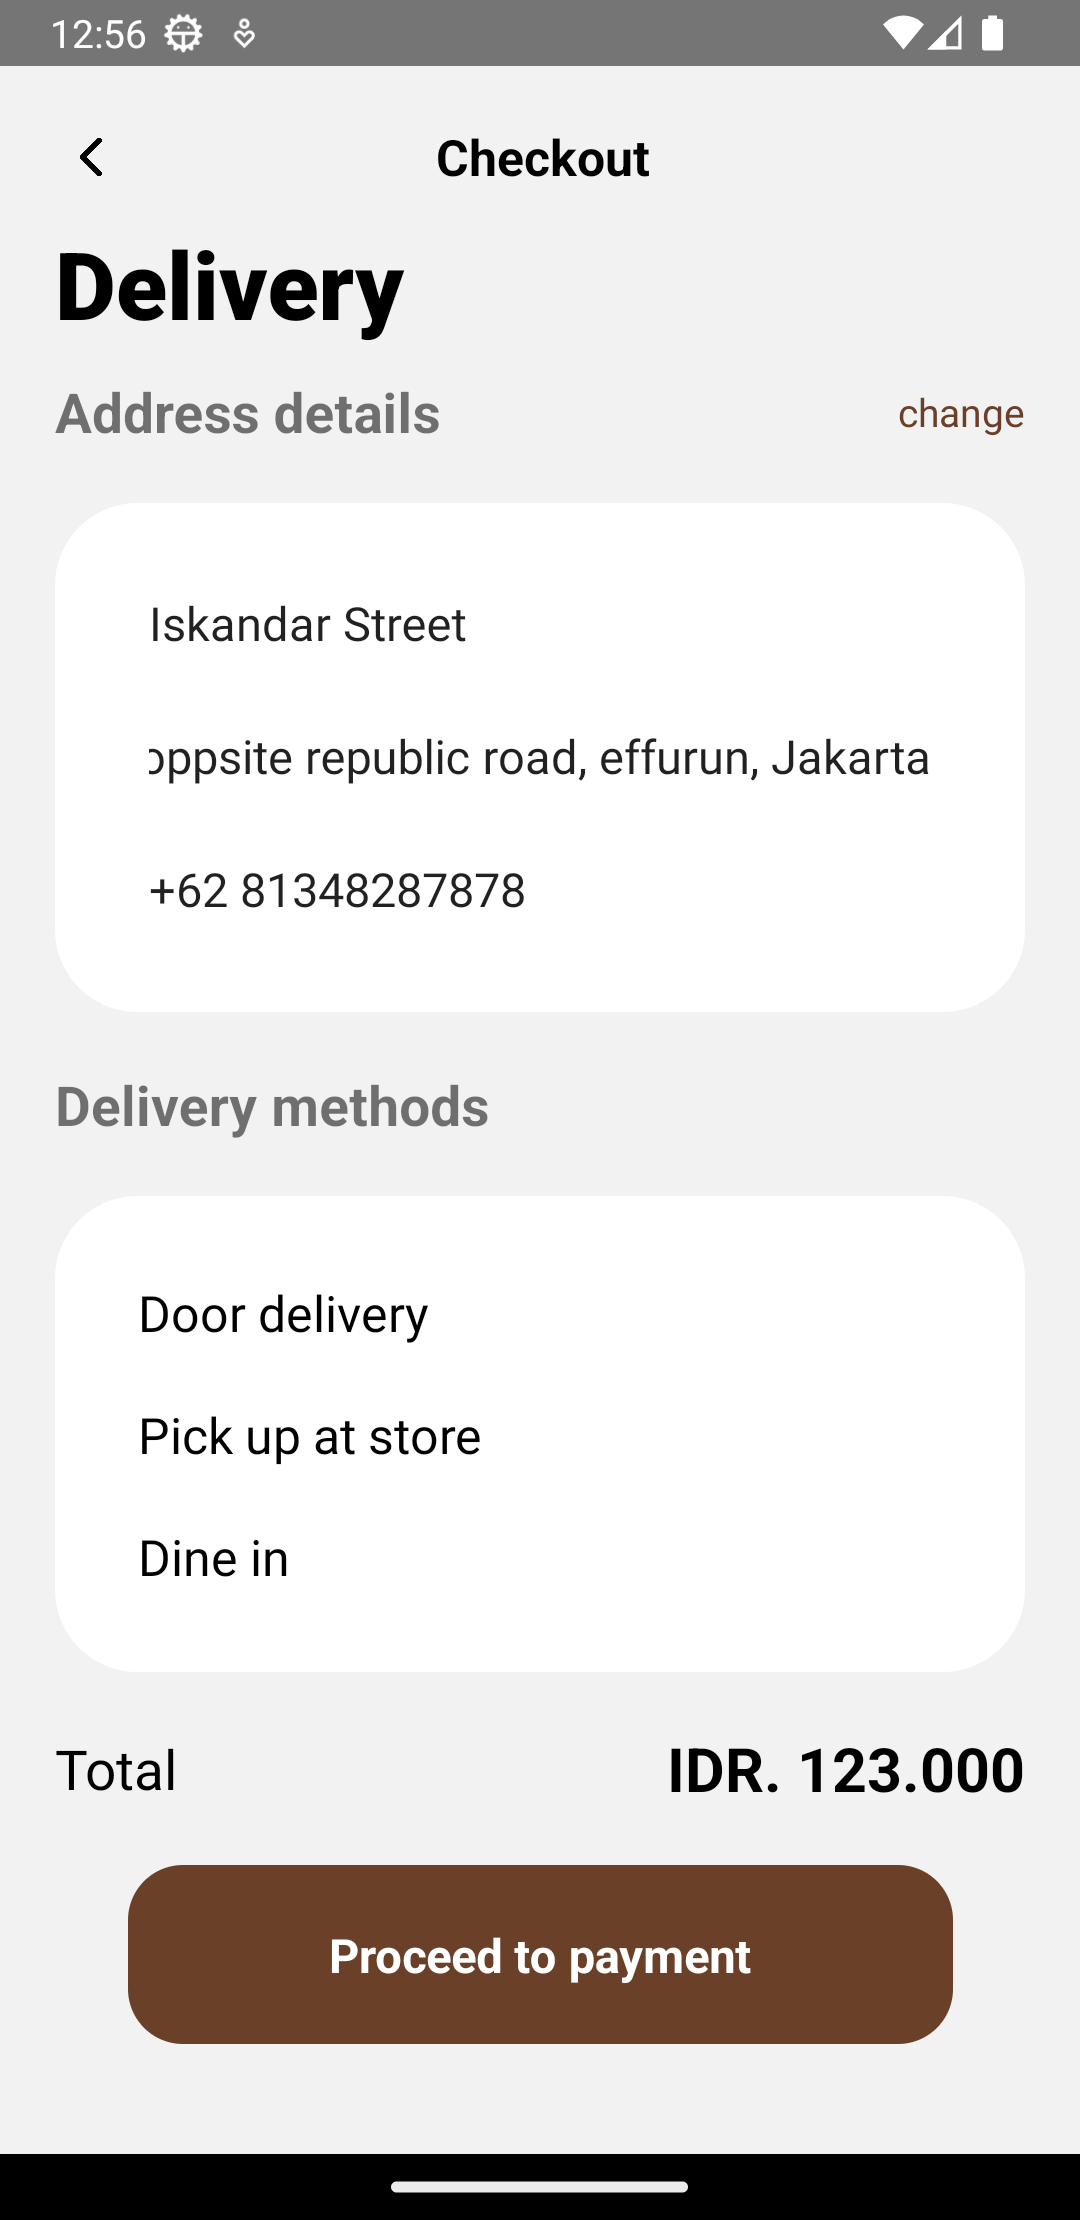 12:56
Checkout
Delivery
Address details
change
Iskandar Street
oppsite republic road, effurun, Jakarta
+62 81348287878
Delivery methods
Door delivery
Pick up at store
Dine in
Total
IDR. 123.000
Proceed to payment